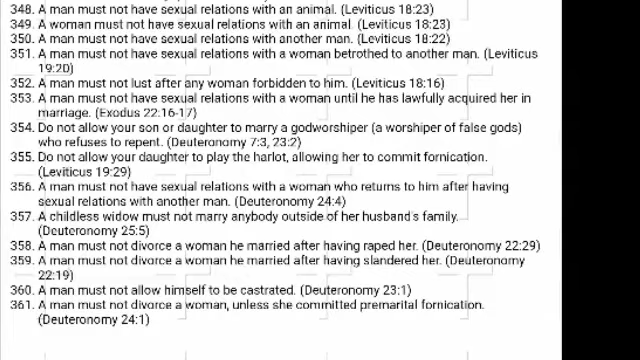 348. A man must not have sexual relations with an animal. (Leviticus 18:23)
349. A woman must not have sexual relations with an animal. (Leviticus 18:23)
350. A man must not have sexual relations with another man. (Leviticus 18:22)
351. A man must not have sexual relations with a woman betrothed to another man. (Leviticus
19:20)
352. A man must not lust after any woman forbidden to him. (Leviticus 18:16)
353. A man must not have sexual relations with a woman until he has lawfully acquired her in
marriage. (Exodus 22:16-17)
354. Do not allow your son or daughter to marry a godworshiper (a worshiper of false gods)
who refuses to repent. (Deuteronomy 7:3, 23:2)
355. Do not allow your daughter to play the harlot, allowing her to commit fornication.
(Leviticus 19:29)
356. A man must not have sexual relations with a woman who returns to him after having
sexual relations with another man. (Deuteronomy 24:4)
357. A childless widow must not marry anybody outside of her husband's family.
(Deuteronomy 25:5)
358. A man must not divorce a woman he married after having raped her. (Deuteronomy 22:29)
359. A man must not divorce a woman he married after having slandered her. (Deuteronomy
22:19)
360. A man must not allow himself to be castrated. (Deuteronomy 23:1)
361. A man must not divorce a woman, unless she committed premarital fornication.
(Deuteronomy 24:1)